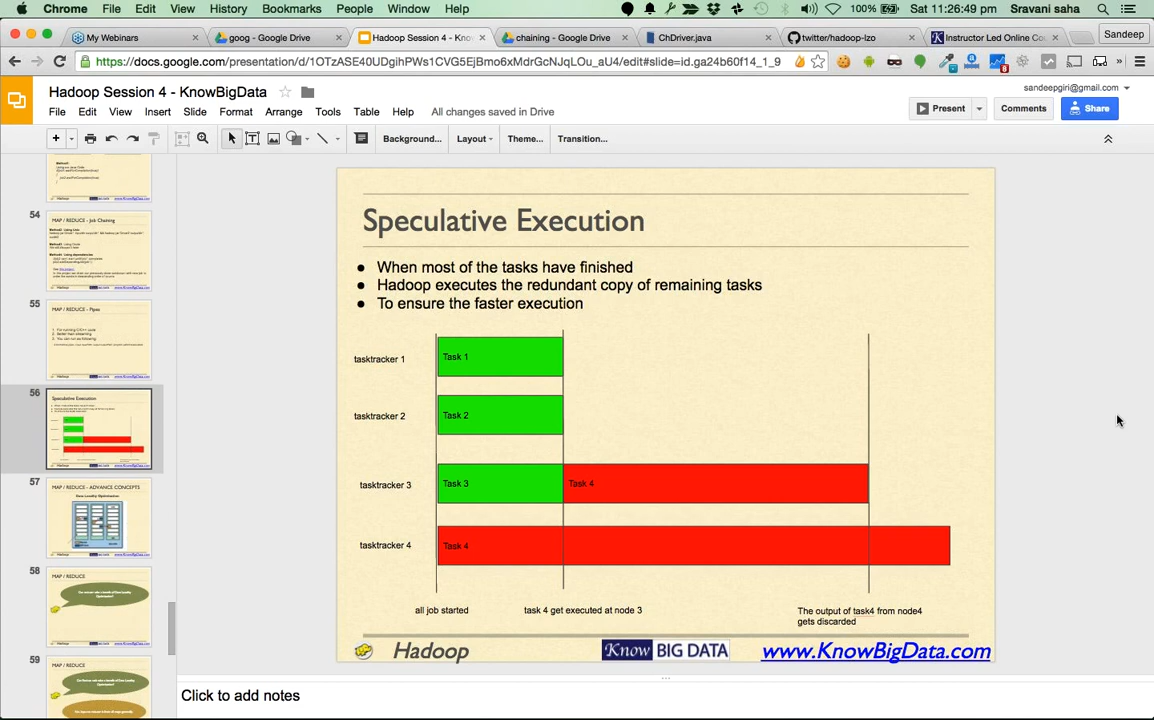 Chrome File Edit View History Bookmarks People Window Help 100% Sat 11:26:49 pm Sravani saha
My Webinars goog - Google Drive Hadoop Session 4 - Kno chaining - Google Drive ChDriver.java twitter/hadoop-lzo Instructor Led Online Co Sandeep
https://docs.google.com/presentation/d/1OTzASE40UDgihPWs1CVG5EjBmo6xMdrGcNJqLOu_aU4/edit#slide=id.ga24b60f14_1_9
Hadoop Session 4 - KnowBigData
sandeepgiri@gmail.com
File Edit View Insert Slide Format Arrange Tools Table Help All changes saved in Drive
Present Comments Share
Background... Layout Theme... Transition...
54
MAP / REDUCE - Job Chaining
55
MAP / REDUCE - Pipes
56
Speculative Execution
57
MAP / REDUCE - ADVANCE CONCEPTS
Data Locality Optimization
58
MAP / REDUCE
59
MAP / REDUCE
Speculative Execution
● When most of the tasks have finished
● Hadoop executes the redundant copy of remaining tasks
● To ensure the faster execution
tasktracker 1 Task 1
tasktracker 2 Task 2
tasktracker 3 Task 3 Task 4
tasktracker 4 Task 4
all job started task 4 get executed at node 3 The output of task4 from node4
gets discarded
Hadoop Know BIG DATA www.KnowBigData.com
Click to add notes